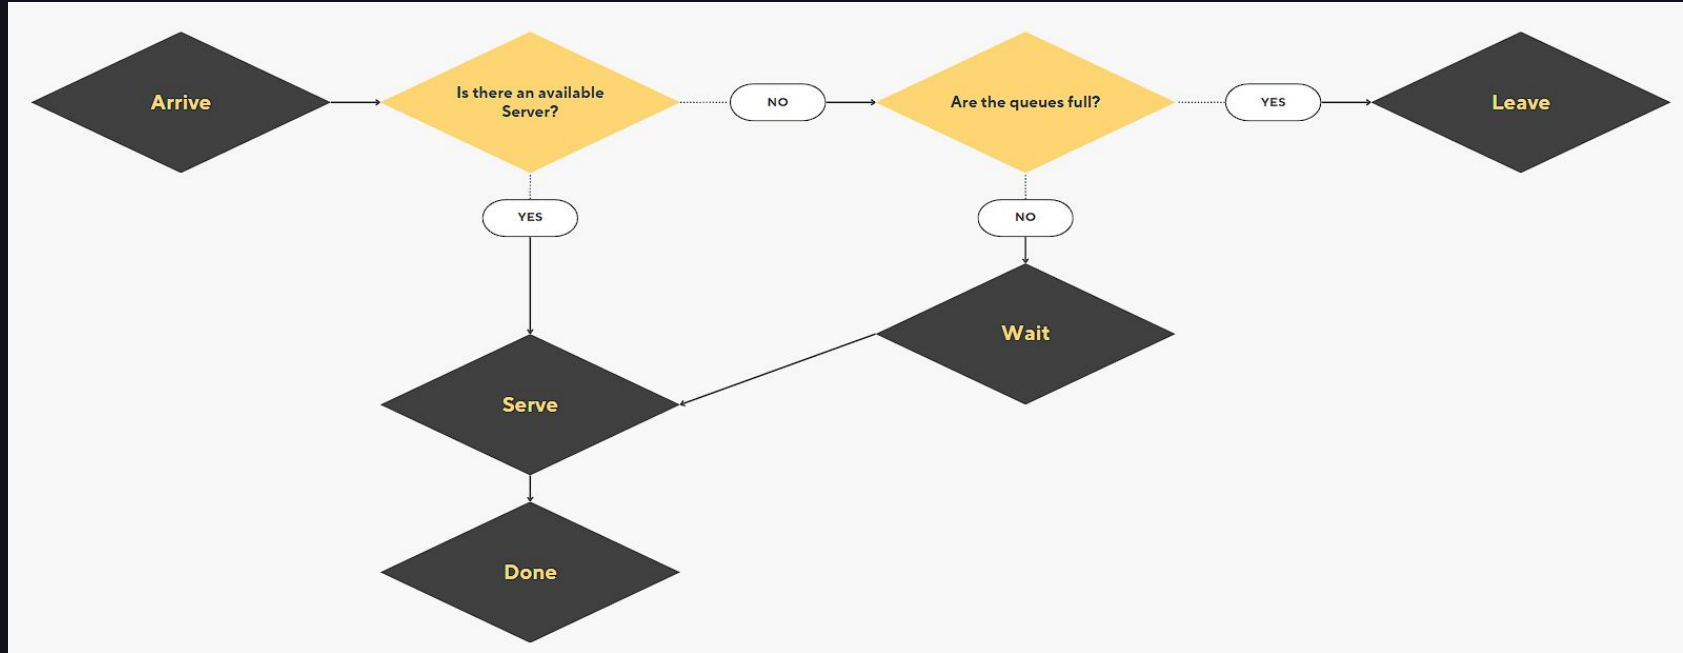 Arrive
Is there an available
Server?
NO
Are the queues full?
YES
Leave
YES
NO
Wait
Serve
Done